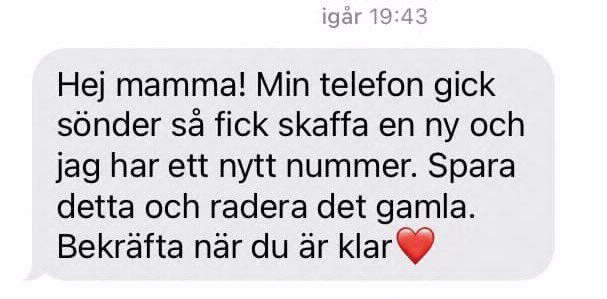 igår 19:43
Hej mamma! Min telefon gick
sönder så fick skaffa en ny och
jag har ett nytt nummer. Spara
detta och radera det gamla.
Bekräfta när du är klar❤️